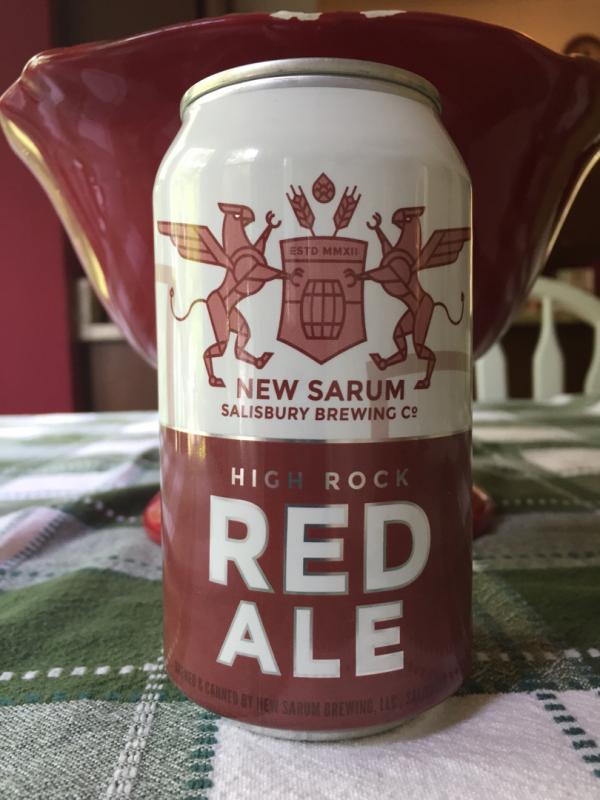 ESTD MMXII
NEW SARUM
SALISBURY BREWING Cº
HIGH ROCK
RED
ALE
& CANNED BY NEW SARUM BREWING, LLC